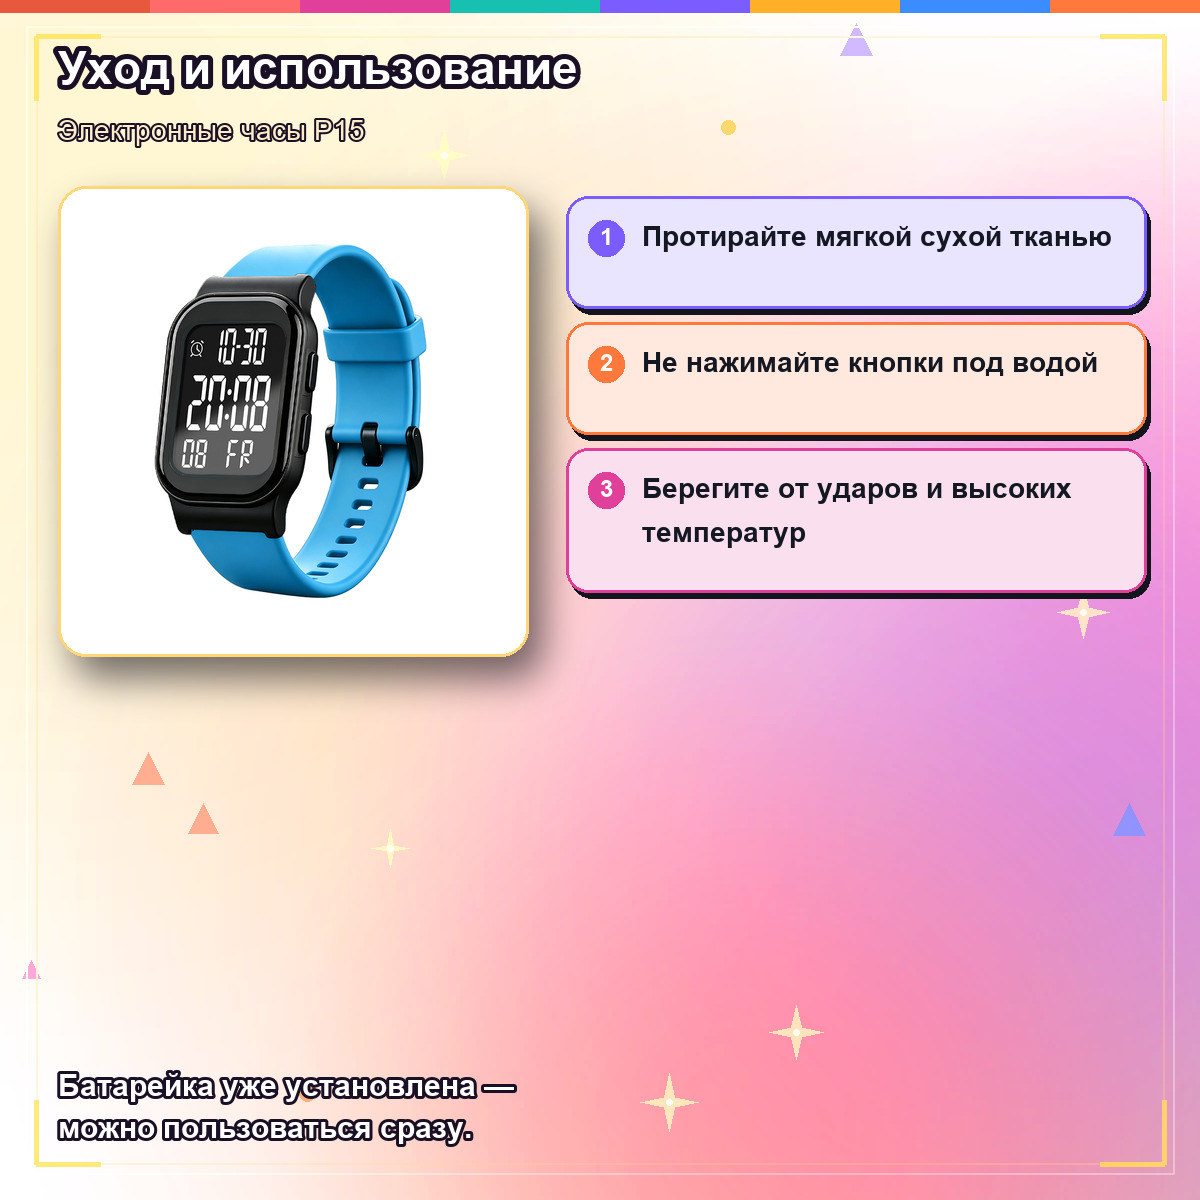 Уход и использование
Электронные часы P15
10:30
20:08
08 FR
1 Протирайте мягкой сухой тканью
2 Не нажимайте кнопки под водой
3 Берегите от ударов и высоких
температур
Батарейка уже установлена —
можно пользоваться сразу.